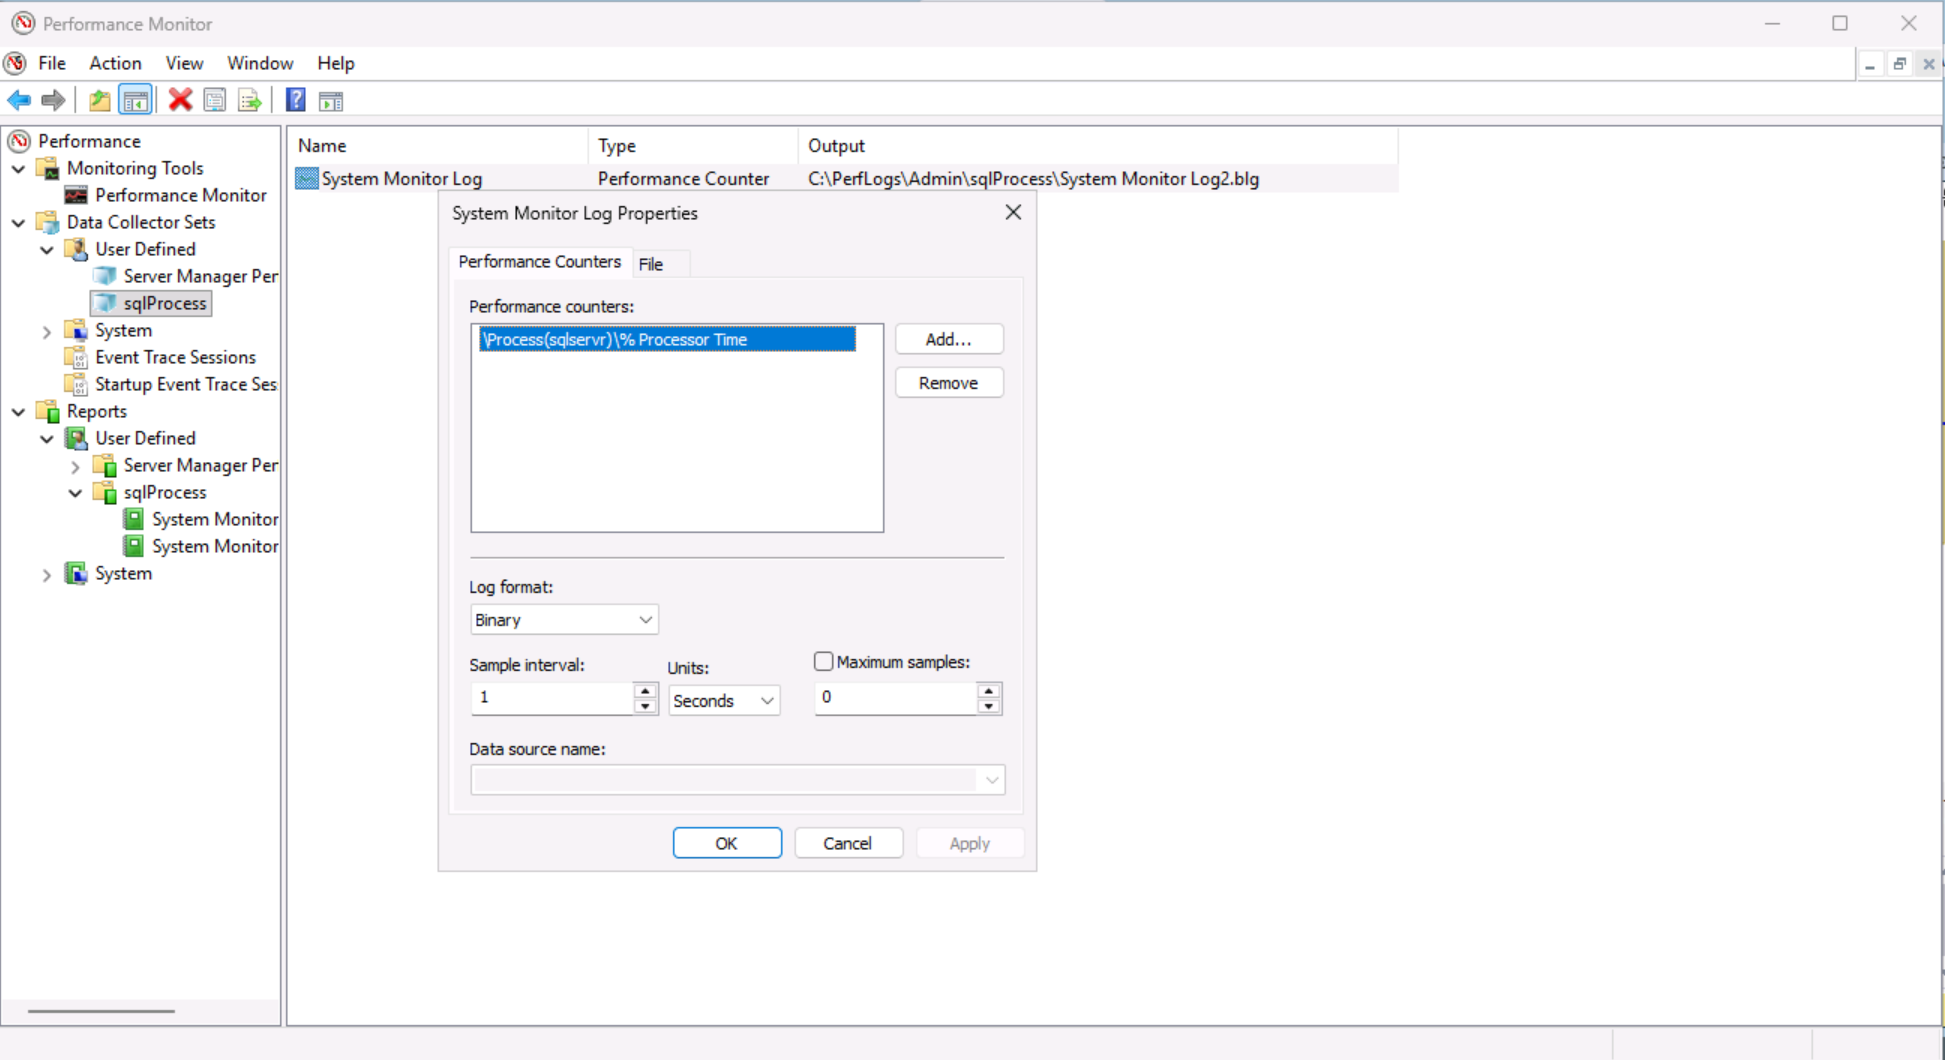 Performance Monitor
File Action View Window Help
Performance
Monitoring Tools
Performance Monitor
Data Collector Sets
User Defined
Server Manager Per
sqlProcess
System
Event Trace Sessions
Startup Event Trace Ses
Reports
User Defined
Server Manager Per
sqlProcess
System Monitor
System Monitor
System
Name Type Output
System Monitor Log Performance Counter C:\PerfLogs\Admin\sqlProcess\System Monitor Log2.blg
System Monitor Log Properties
Performance Counters File
Performance counters:
\Process(sqlservr)\% Processor Time
Add...
Remove
Log format:
Binary
Sample interval: Units: Maximum samples:
1 Seconds 0
Data source name:
OK Cancel Apply